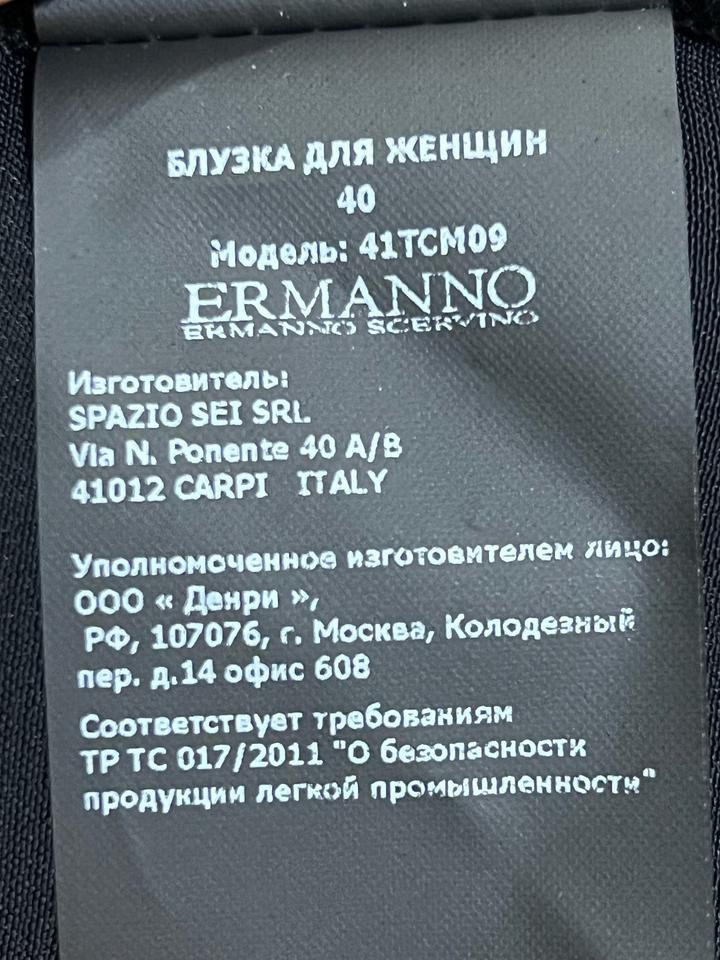 БЛУЗКА ДЛЯ ЖЕНЩИН
40
Модель: 41TCM09
ERMANNO
ERMANNO SCERVINO
Изготовитель:
SPAZIO SEI SRL
Via N. Ponente 40 A/B
41012 CARPI ITALY
Уполномоченное изготовителем лицо:
ООО « Денри »,
РФ, 107076, г. Москва, Колодезный
пер. д.14 офис 608
Соответствует требованиям
ТР ТС 017/2011 "О безопасности
продукции легкой промышленности"